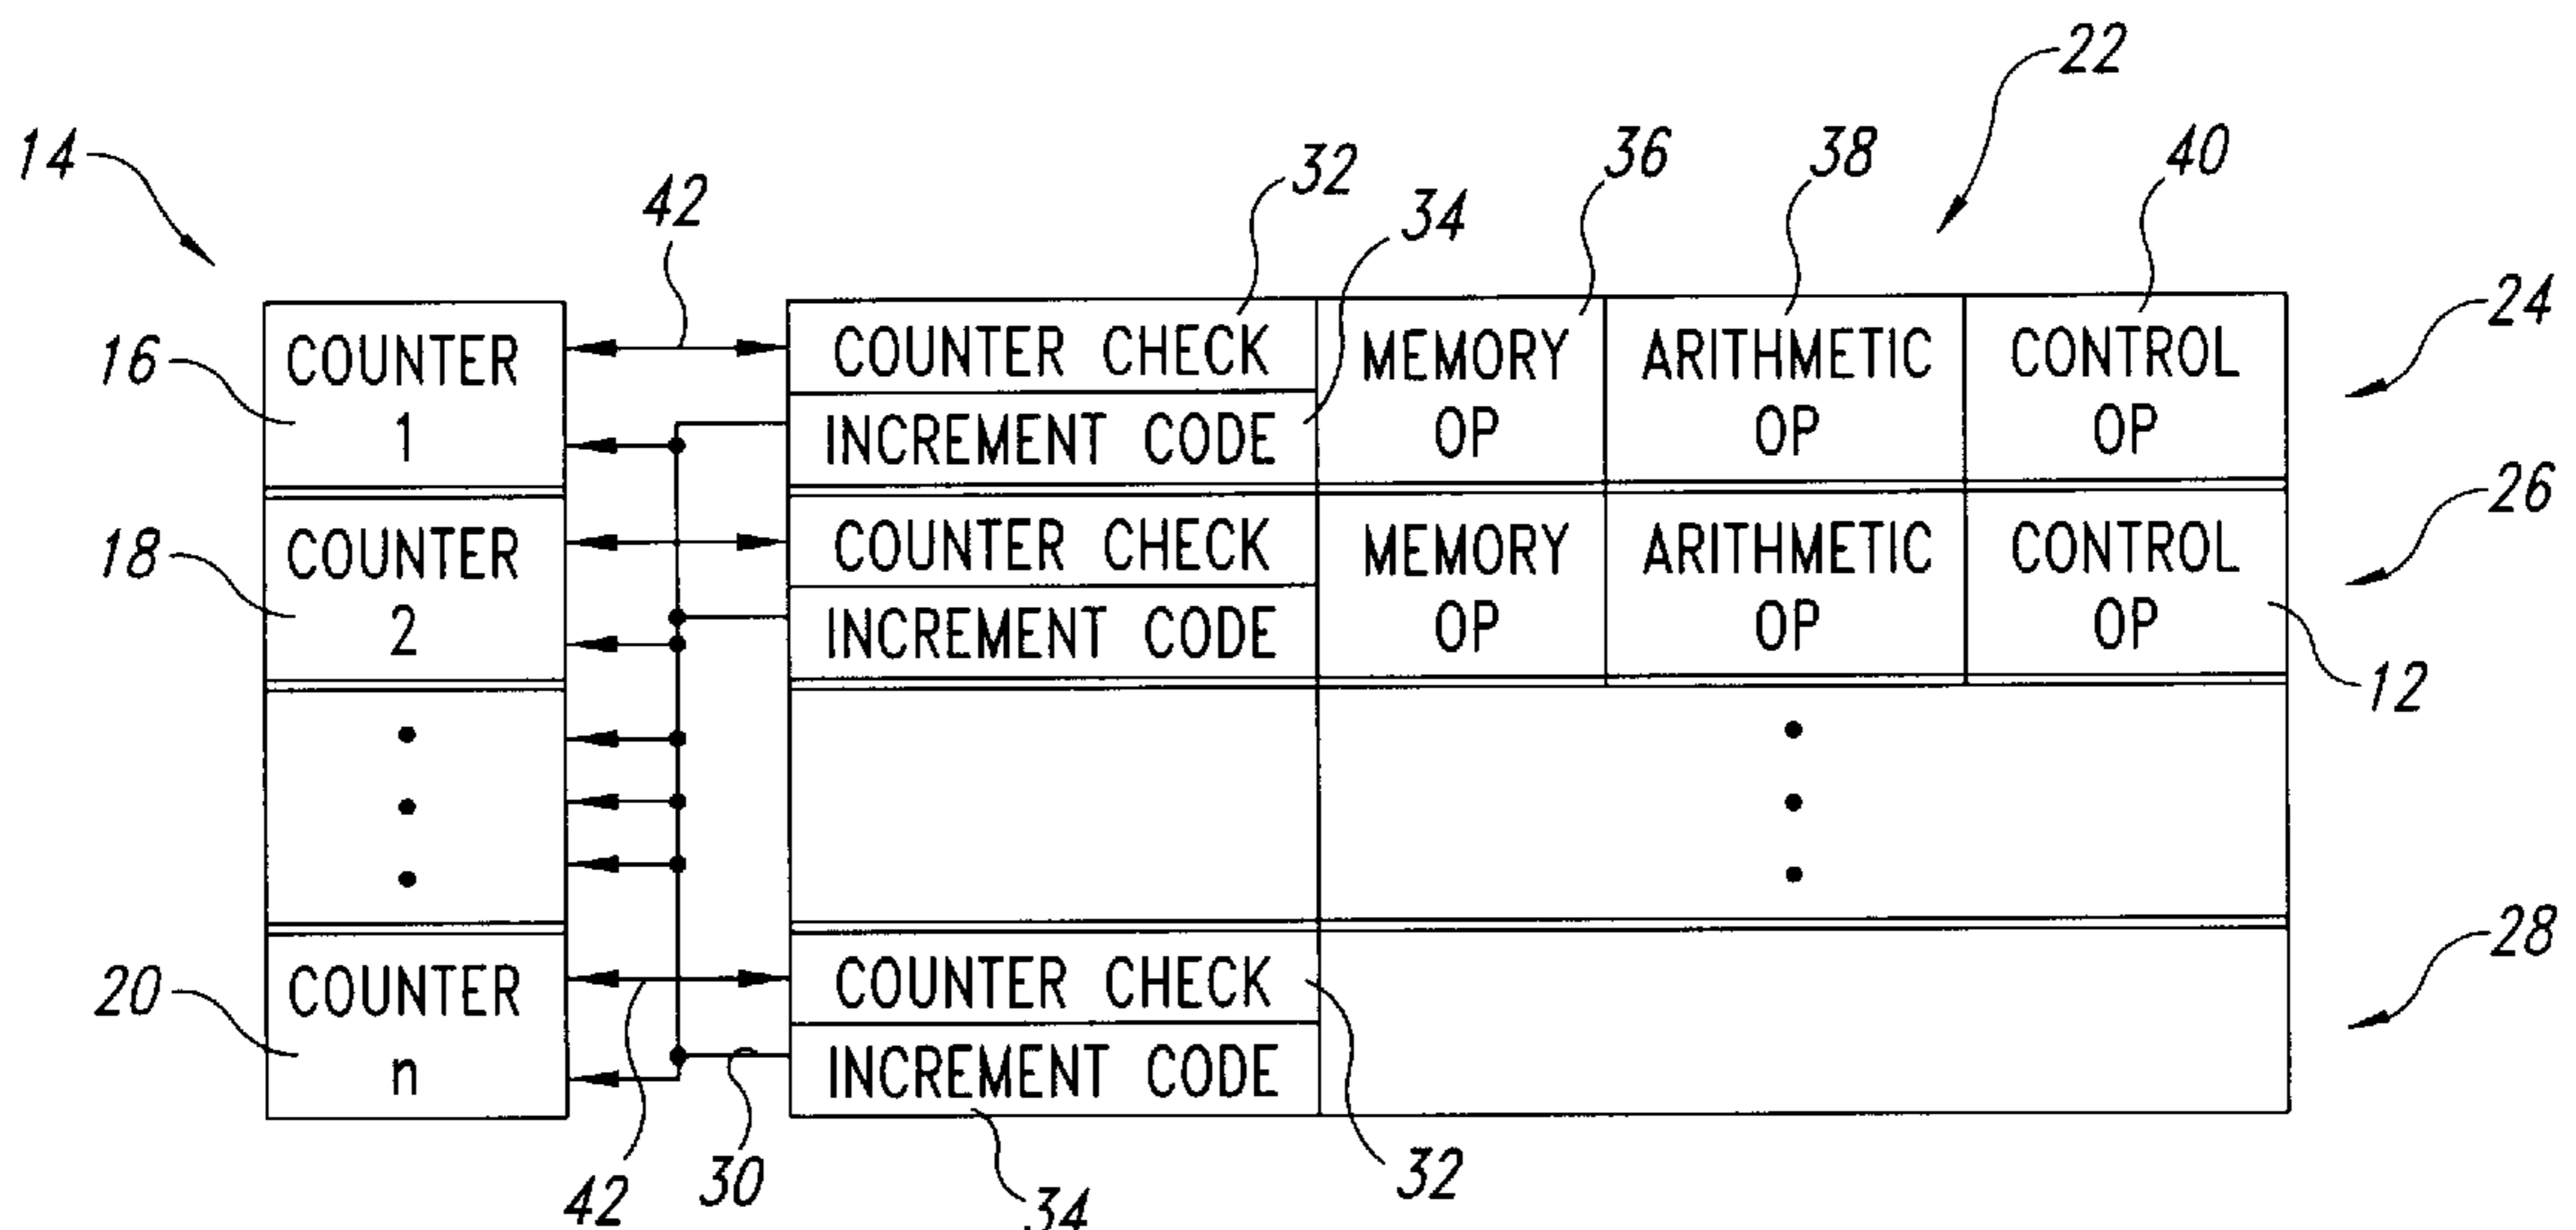 22
14
42
32
34
36
38
40
24
16
COUNTER
1
COUNTER CHECK
INCREMENT CODE
MEMORY
OP
ARITHMETIC
OP
CONTROL
OP
26
18
COUNTER
2
COUNTER CHECK
INCREMENT CODE
MEMORY
OP
ARITHMETIC
OP
CONTROL
OP
12
28
20
COUNTER
n
COUNTER CHECK
INCREMENT CODE
42
30
34
32